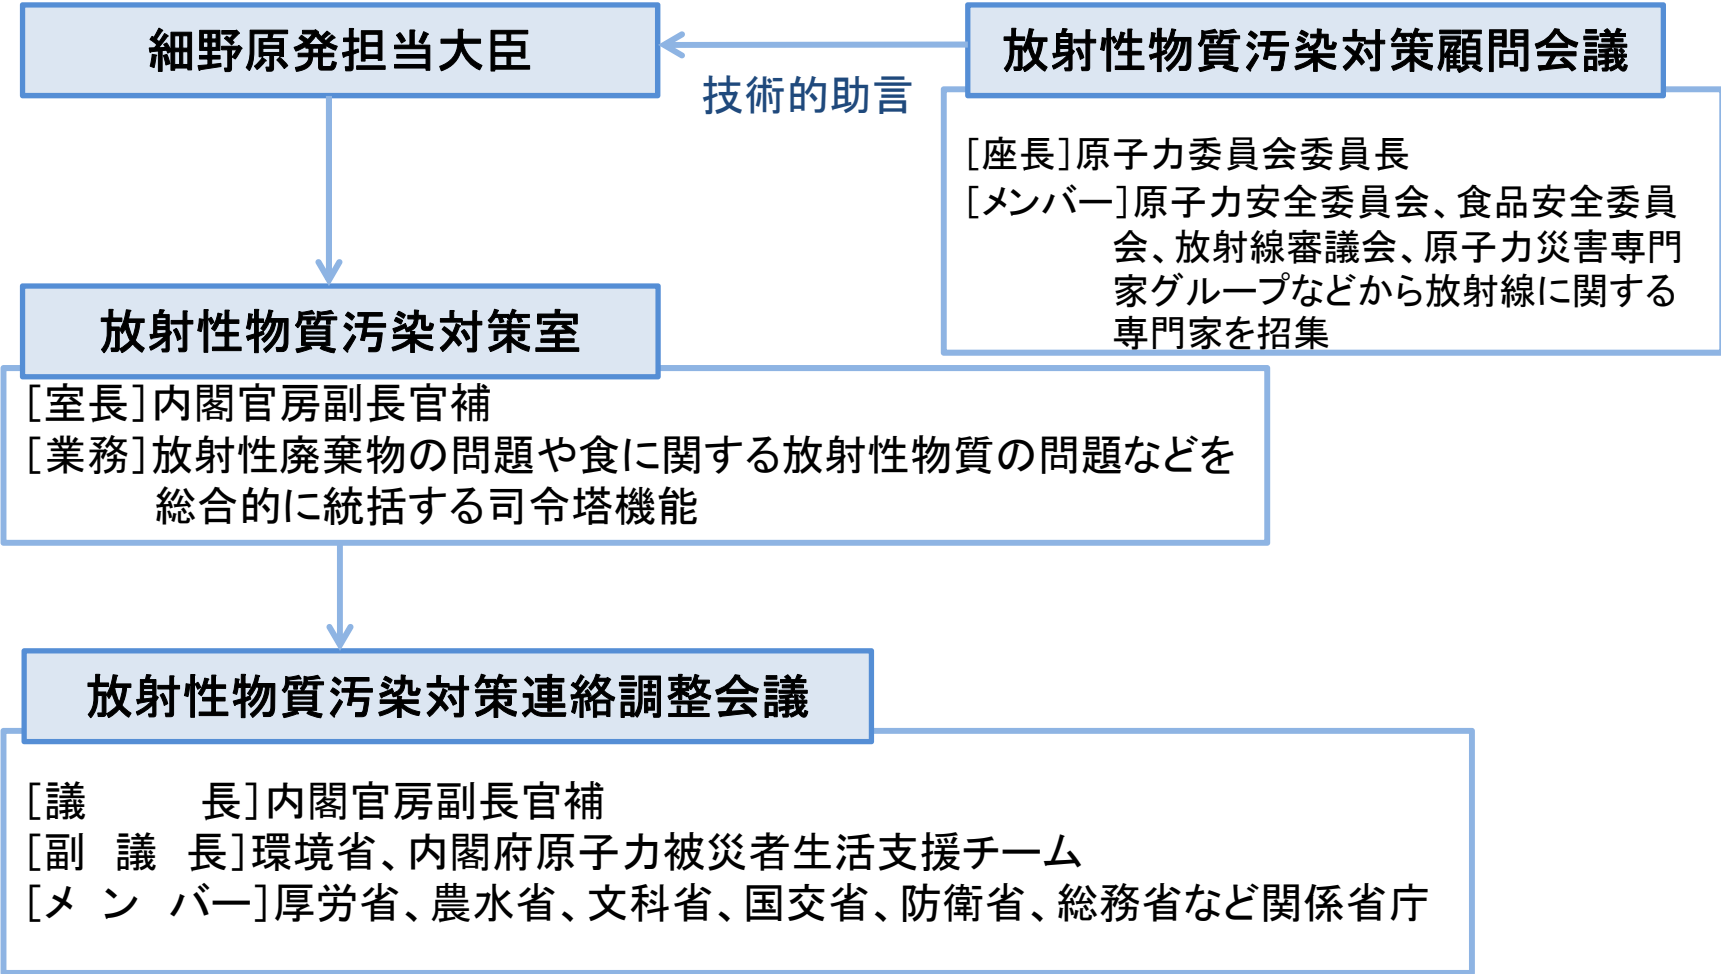 細野原発担当大臣
放射性物質汚染対策顧問会議
技術的助言
[座長]原子力委員会委員長
[メンバー]原子力安全委員会、食品安全委員
会、放射線審議会、原子力災害専門
家グループなどから放射線に関する
専門家を招集
放射性物質汚染対策室
[室長]内閣官房副長官補
[業務]放射性廃棄物の問題や食に関する放射性物質の問題などを
総合的に統括する司令塔機能
放射性物質汚染対策連絡調整会議
[議　　長]内閣官房副長官補
[副　議　長]環境省、内閣府原子力被災者生活支援チーム
[メ　ン　バー]厚労省、農水省、文科省、国交省、防衛省、総務省など関係省庁